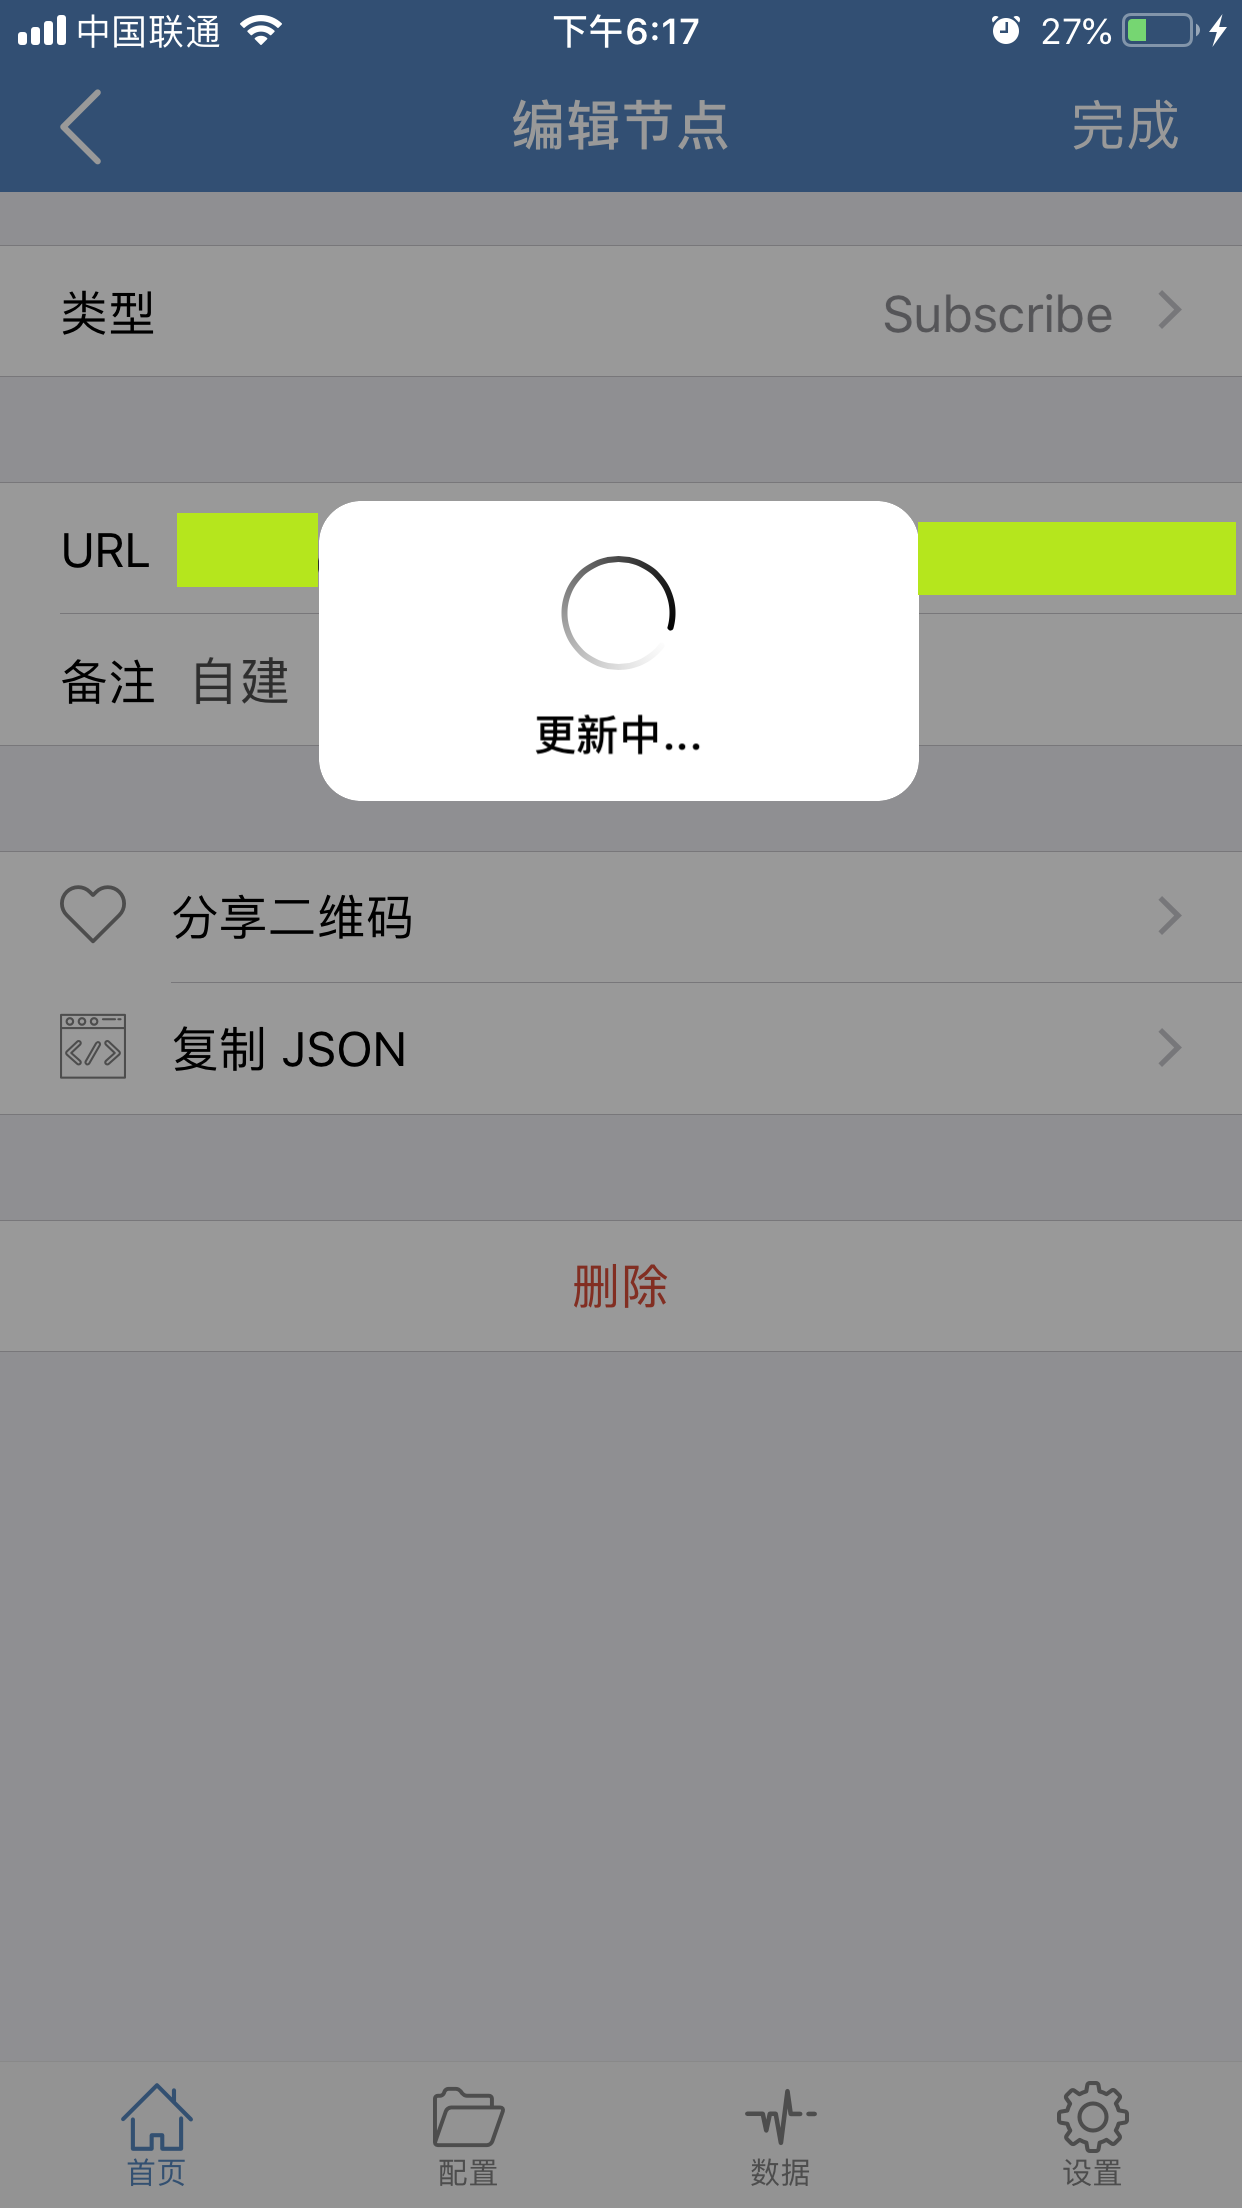 中国联通 下午6:17 27%
编辑节点 完成
类型 Subscribe
URL
备注 自建
更新中...
分享二维码
复制 JSON
删除
首页 配置 数据 设置